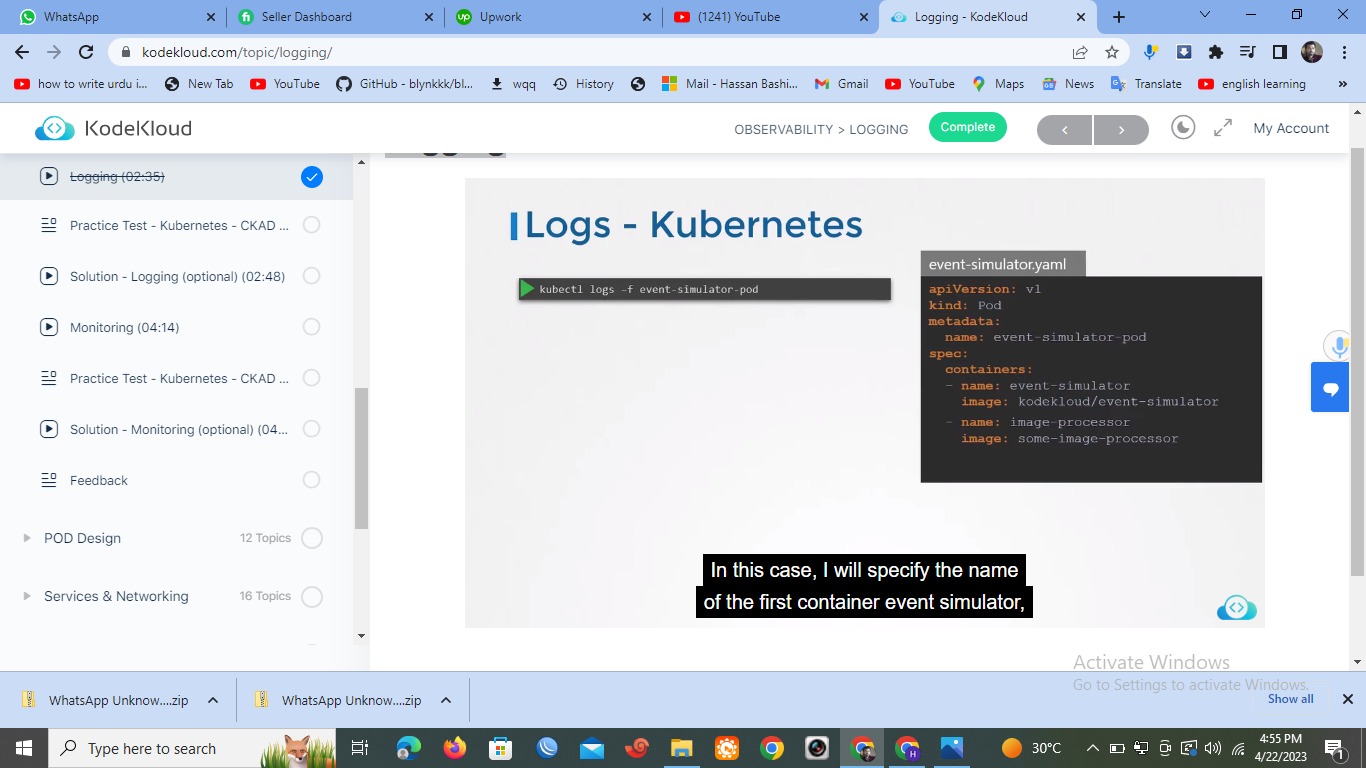 WhatsApp
Seller Dashboard
Upwork
(1241) YouTube
Logging - KodeKloud
kodekloud.com/topic/logging/
how to write urdu i...
New Tab
YouTube
GitHub - blynkkk/bl...
wqq
History
Mail - Hassan Bashi...
Gmail
YouTube
Maps
News
Translate
english learning
KodeKloud
OBSERVABILITY > LOGGING
Complete
My Account
Logging (02:35)
Practice Test - Kubernetes - CKAD ...
Solution - Logging (optional) (02:48)
Monitoring (04:14)
Practice Test - Kubernetes - CKAD ...
Solution - Monitoring (optional) (04...
Feedback
POD Design 12 Topics
Services & Networking 16 Topics
Logs - Kubernetes
kubectl logs -f event-simulator-pod
event-simulator.yaml
apiVersion: v1
kind: Pod
metadata:
name: event-simulator-pod
spec:
containers:
- name: event-simulator
image: kodekloud/event-simulator
- name: image-processor
image: some-image-processor
In this case, I will specify the name
of the first container event simulator,
Activate Windows
Go to Settings to activate Windows.
WhatsApp Unknow....zip
WhatsApp Unknow....zip
Show all
Type here to search
30°C
4:55 PM
4/22/2023
1